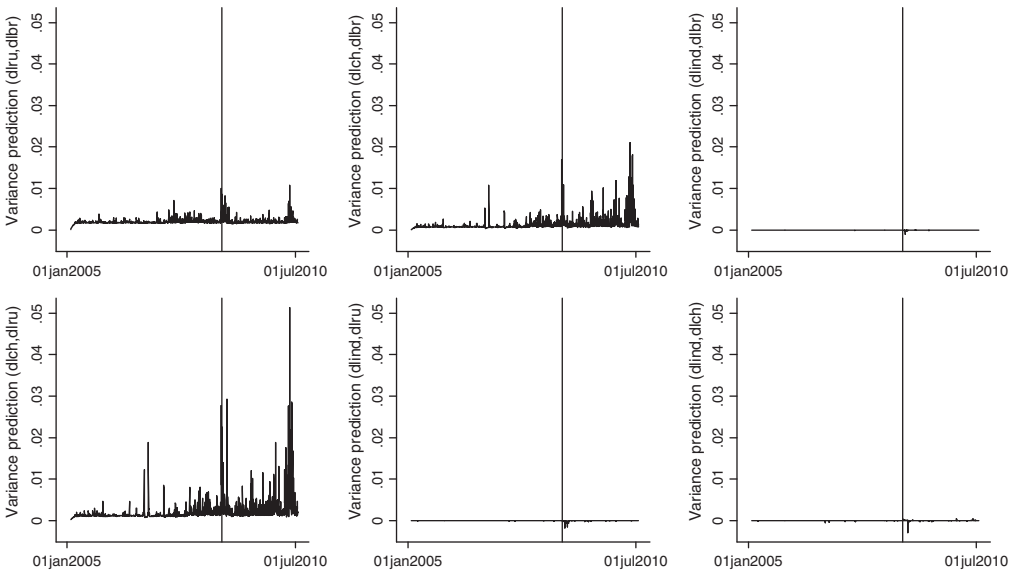 Variance prediction (dlru,dlbr)
.05
.04
.03
.02
.01
0
01jan2005
01jul2010
Variance prediction (dlch,dlbr)
.05
.04
.03
.02
.01
0
01jan2005
01jul2010
Variance prediction (dlind,dlbr)
.05
.04
.03
.02
.01
0
01jan2005
01jul2010
Variance prediction (dlch,dlru)
.05
.04
.03
.02
.01
0
01jan2005
01jul2010
Variance prediction (dlind,dlru)
.05
.04
.03
.02
.01
0
01jan2005
01jul2010
Variance prediction (dlind,dlch)
.05
.04
.03
.02
.01
0
01jan2005
01jul2010